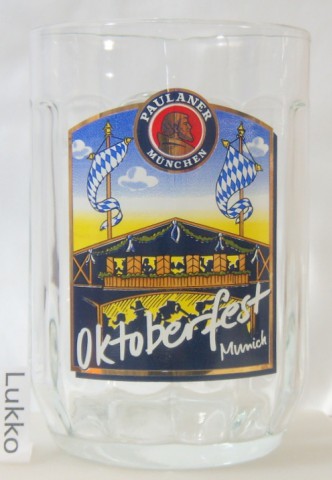 PAULANER
MÜNCHEN
Oktoberfest
Munich
Lukko